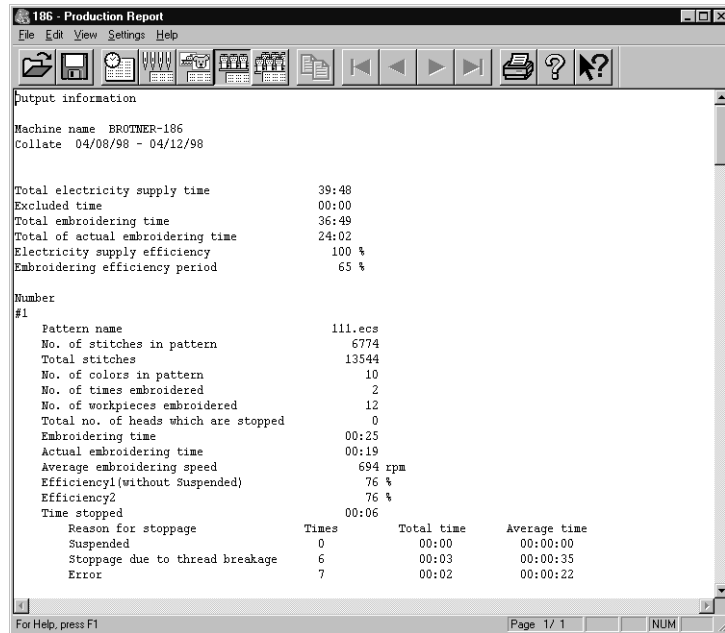 186 - Production Report
File Edit View Settings Help
Output information
Machine name BROTNER-186
Collate 04/08/98 - 04/12/98
Total electricity supply time 39:48
Excluded time 00:00
Total embroidering time 36:49
Total of actual embroidering time 24:02
Electricity supply efficiency 100 %
Embroidering efficiency period 65 %
Number
#1
Pattern name 111.ecs
No. of stitches in pattern 6774
Total stitches 13544
No. of colors in pattern 10
No. of times embroidered 2
No. of workpieces embroidered 12
Total no. of heads which are stopped 0
Embroidering time 00:25
Actual embroidering time 00:19
Average embroidering speed 694 rpm
Efficiency1(without Suspended) 76 %
Efficiency2 76 %
Time stopped 00:06
Reason for stoppage Times Total time Average time
Suspended 0 00:00 00:00:00
Stoppage due to thread breakage 6 00:03 00:00:35
Error 7 00:02 00:00:22
For Help, press F1 Page 1/ 1 NUM